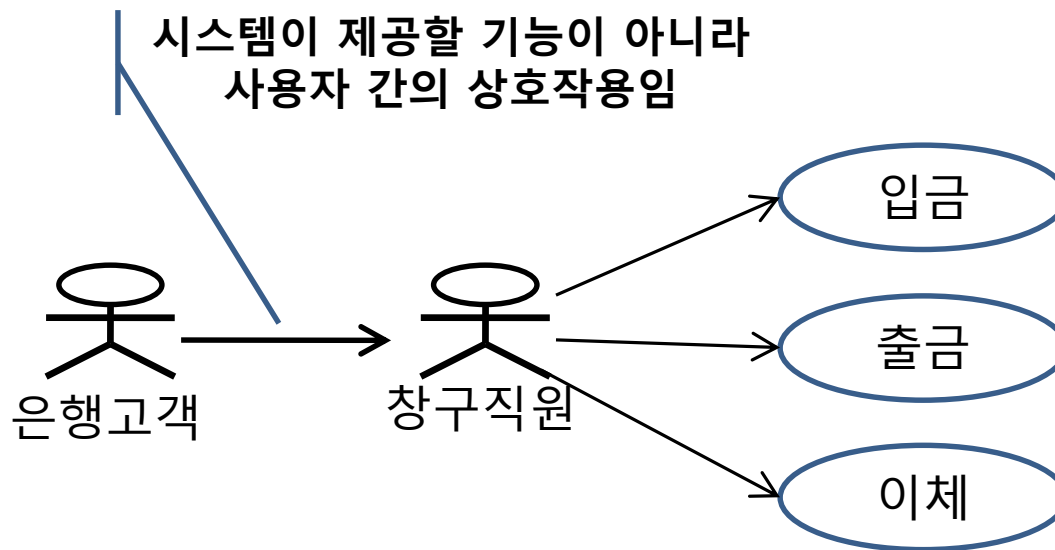 시스템이 제공할 기능이 아니라
사용자 간의 상호작용임
입금
출금
은행고객
창구직원
이체